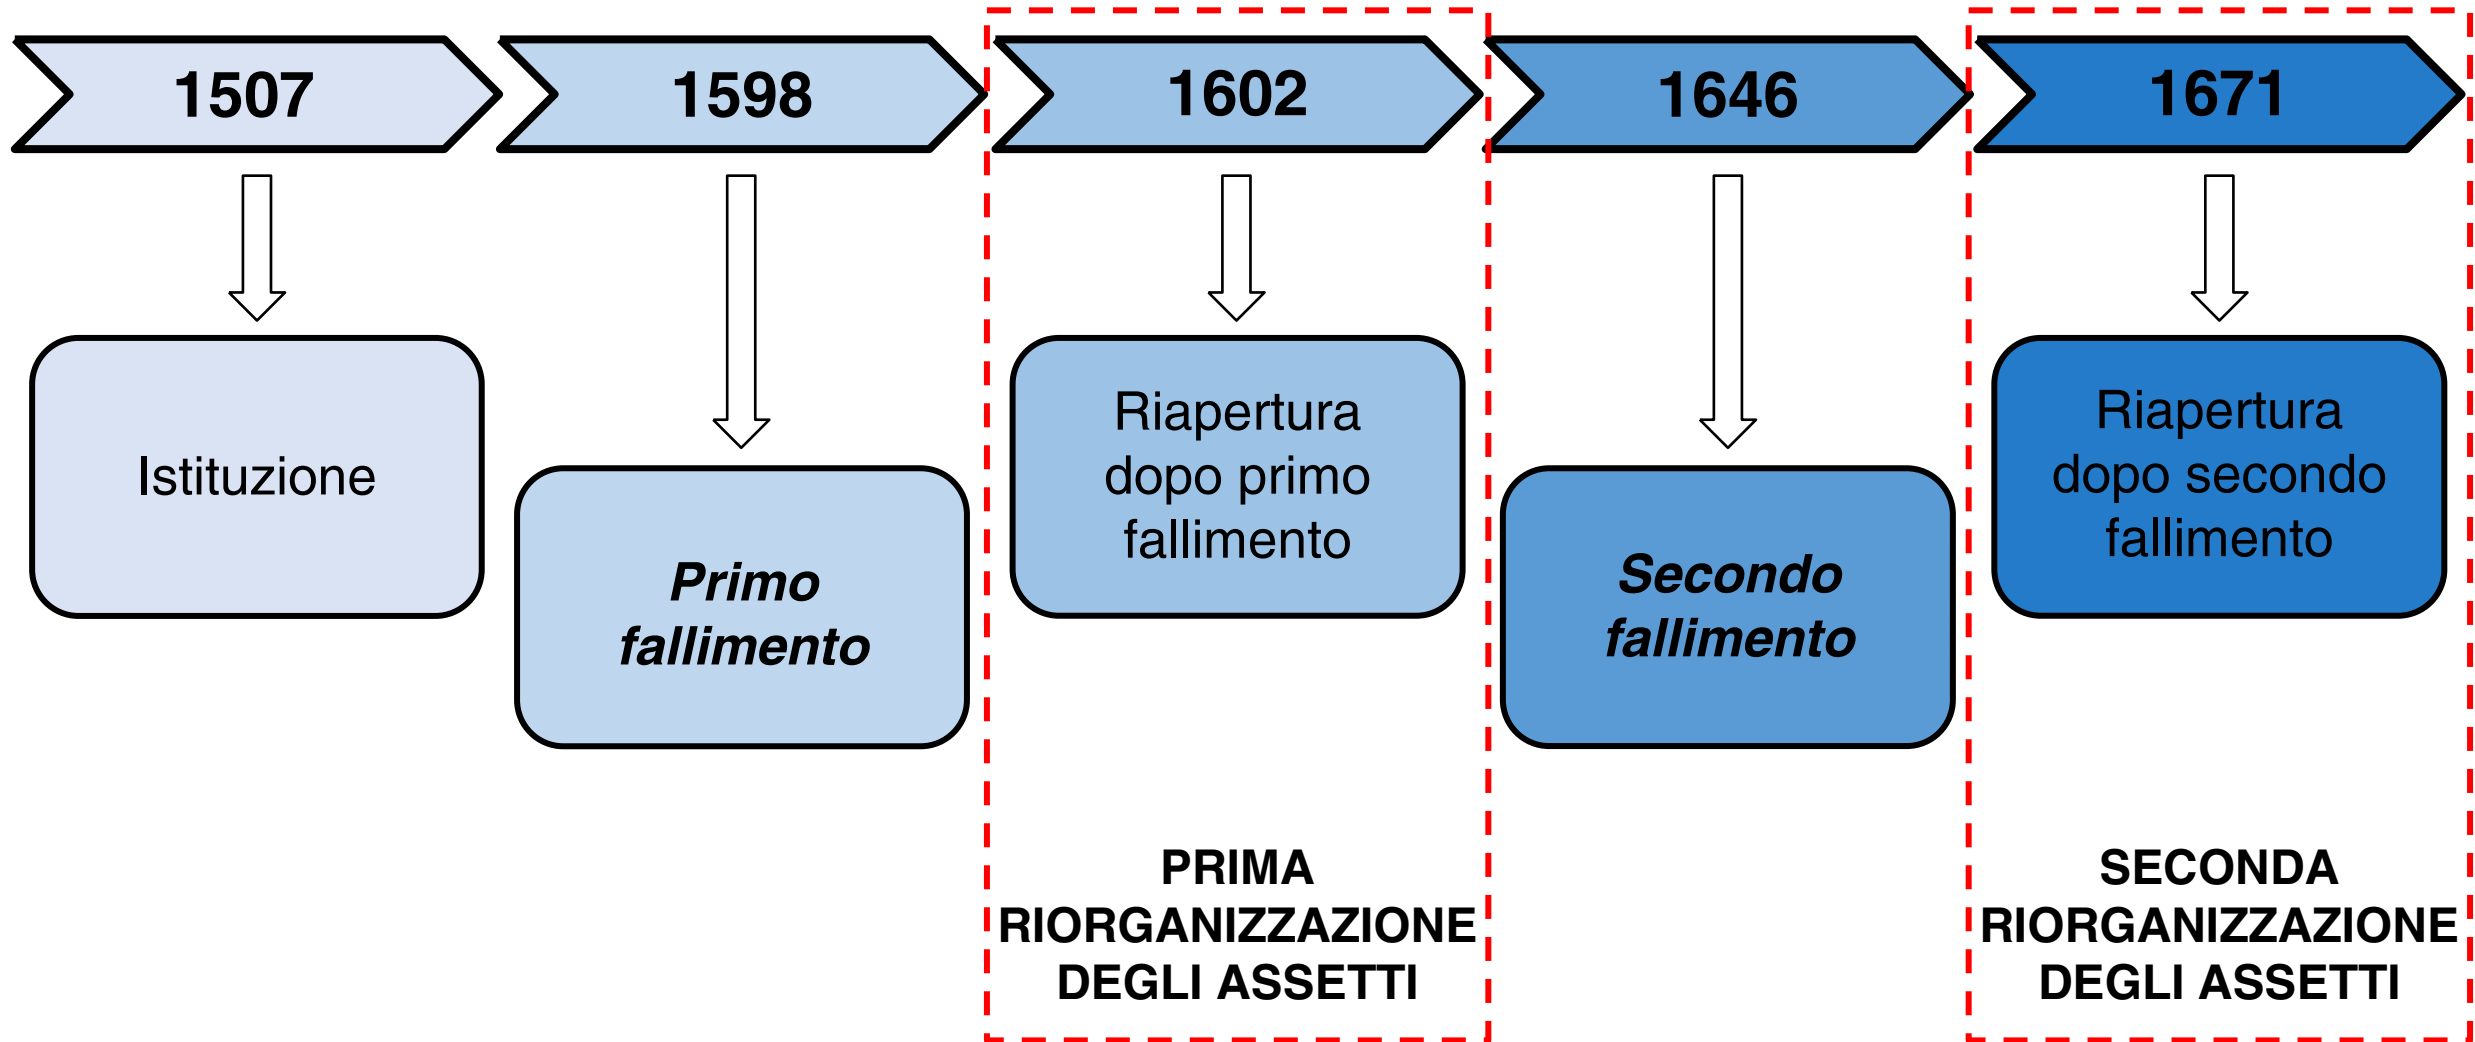 1507
1598
1602
1646
1671
Istituzione
Primo
fallimento
Riapertura
dopo primo
fallimento
Secondo
fallimento
Riapertura
dopo secondo
fallimento
PRIMA
RIORGANIZZAZIONE
DEGLI ASSETTI
SECONDA
RIORGANIZZAZIONE
DEGLI ASSETTI